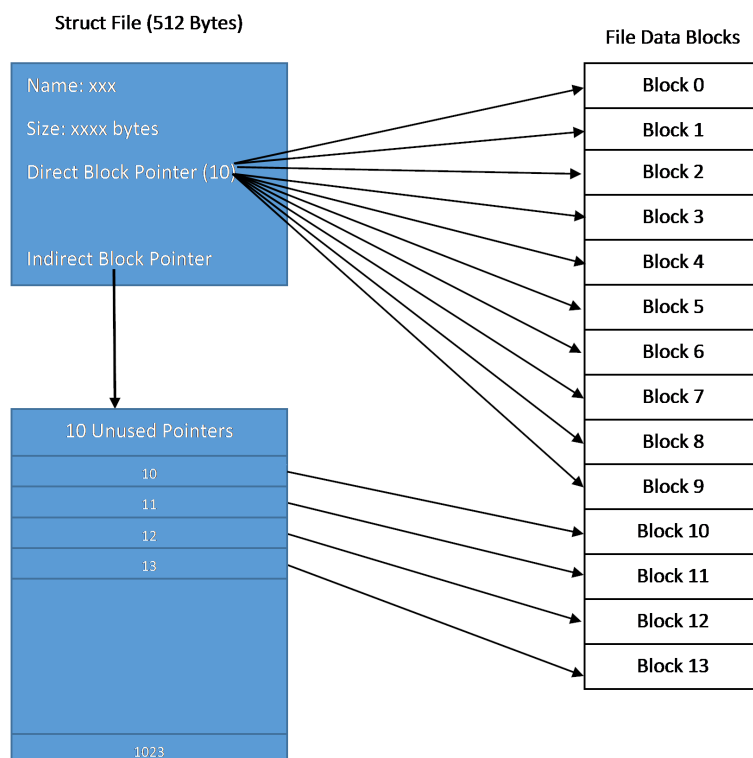 Struct File (512 Bytes)
Name: xxx
Size: xxxx bytes
Direct Block Pointer (10)
Indirect Block Pointer
10 Unused Pointers
10
11
12
13
1023
File Data Blocks
Block 0
Block 1
Block 2
Block 3
Block 4
Block 5
Block 6
Block 7
Block 8
Block 9
Block 10
Block 11
Block 12
Block 13